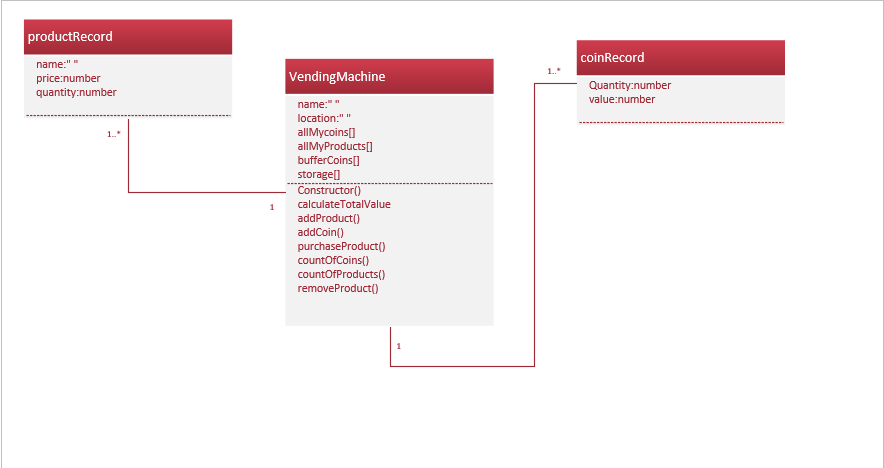 productRecord
name:" "
price:number
quantity:number
1..*
1
VendingMachine
name:" "
location:" "
allMycoins[]
allMyProducts[]
bufferCoins[]
storage[]
Constructor()
calculateTotalValue
addProduct()
addCoin()
purchaseProduct()
countOfCoins()
countOfProducts()
removeProduct()
1
1..*
coinRecord
Quantity:number
value:number